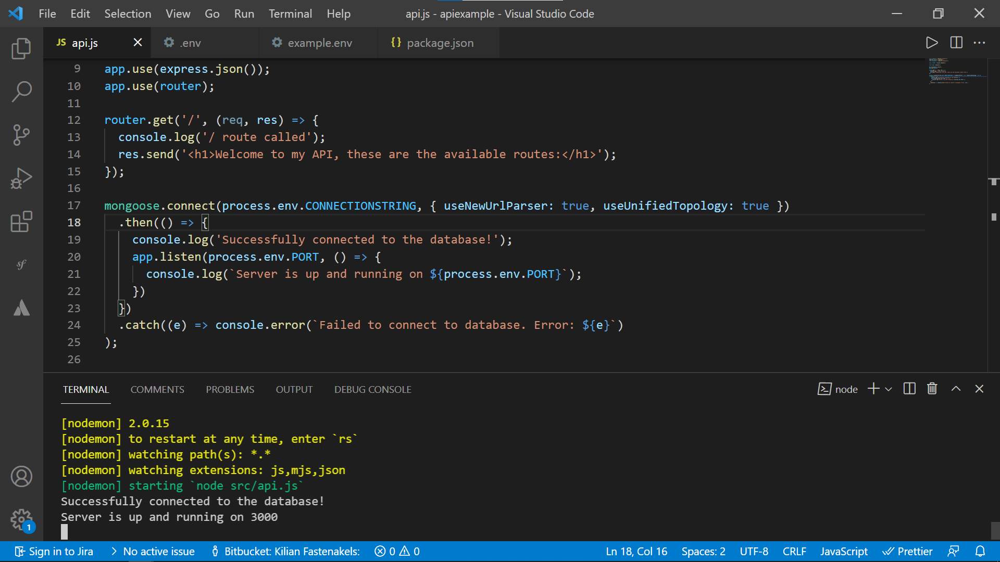 File Edit Selection View Go Run Terminal Help api.js - apiexample - Visual Studio Code
JS api.js .env example.env {} package.json
9 app.use(express.json());
10 app.use(router);
11
12 router.get('/', (req, res) => {
13 console.log('/ route called');
14 res.send('<h1>Welcome to my API, these are the available routes:</h1>');
15 });
16
17 mongoose.connect(process.env.CONNECTIONSTRING, { useNewUrlParser: true, useUnifiedTopology: true })
18 .then(() => {
19 console.log('Successfully connected to the database!');
20 app.listen(process.env.PORT, () => {
21 console.log(`Server is up and running on ${process.env.PORT}`);
22 })
23 })
24 .catch((e) => console.error(`Failed to connect to database. Error: ${e}`)
25 );
26
TERMINAL COMMENTS PROBLEMS OUTPUT DEBUG CONSOLE node
[nodemon] 2.0.15
[nodemon] to restart at any time, enter `rs`
[nodemon] watching path(s): *.*
[nodemon] watching extensions: js,mjs,json
[nodemon] starting `node src/api.js`
Successfully connected to the database!
Server is up and running on 3000
1
Sign in to Jira No active issue Bitbucket: Kilian Fastenakels: 0 0 Ln 18, Col 16 Spaces: 2 UTF-8 CRLF JavaScript Prettier